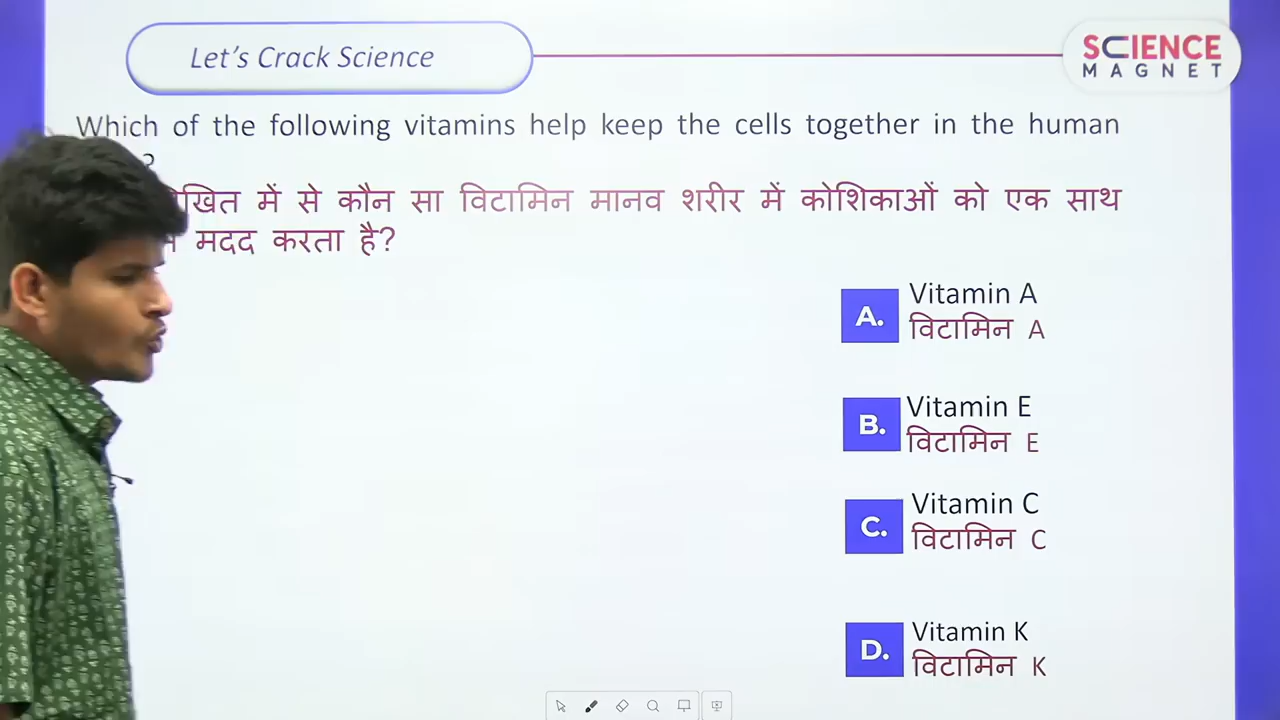 Let's Crack Science
SCIENCE
MAGNET
Which of the following vitamins help keep the cells together in the human
?
में से कौन सा विटामिन मानव शरीर में कोशिकाओं को एक साथ
मदद करता है?
A.
Vitamin A
विटामिन A
B.
Vitamin E
विटामिन E
C.
Vitamin C
विटामिन C
D.
Vitamin K
विटामिन K